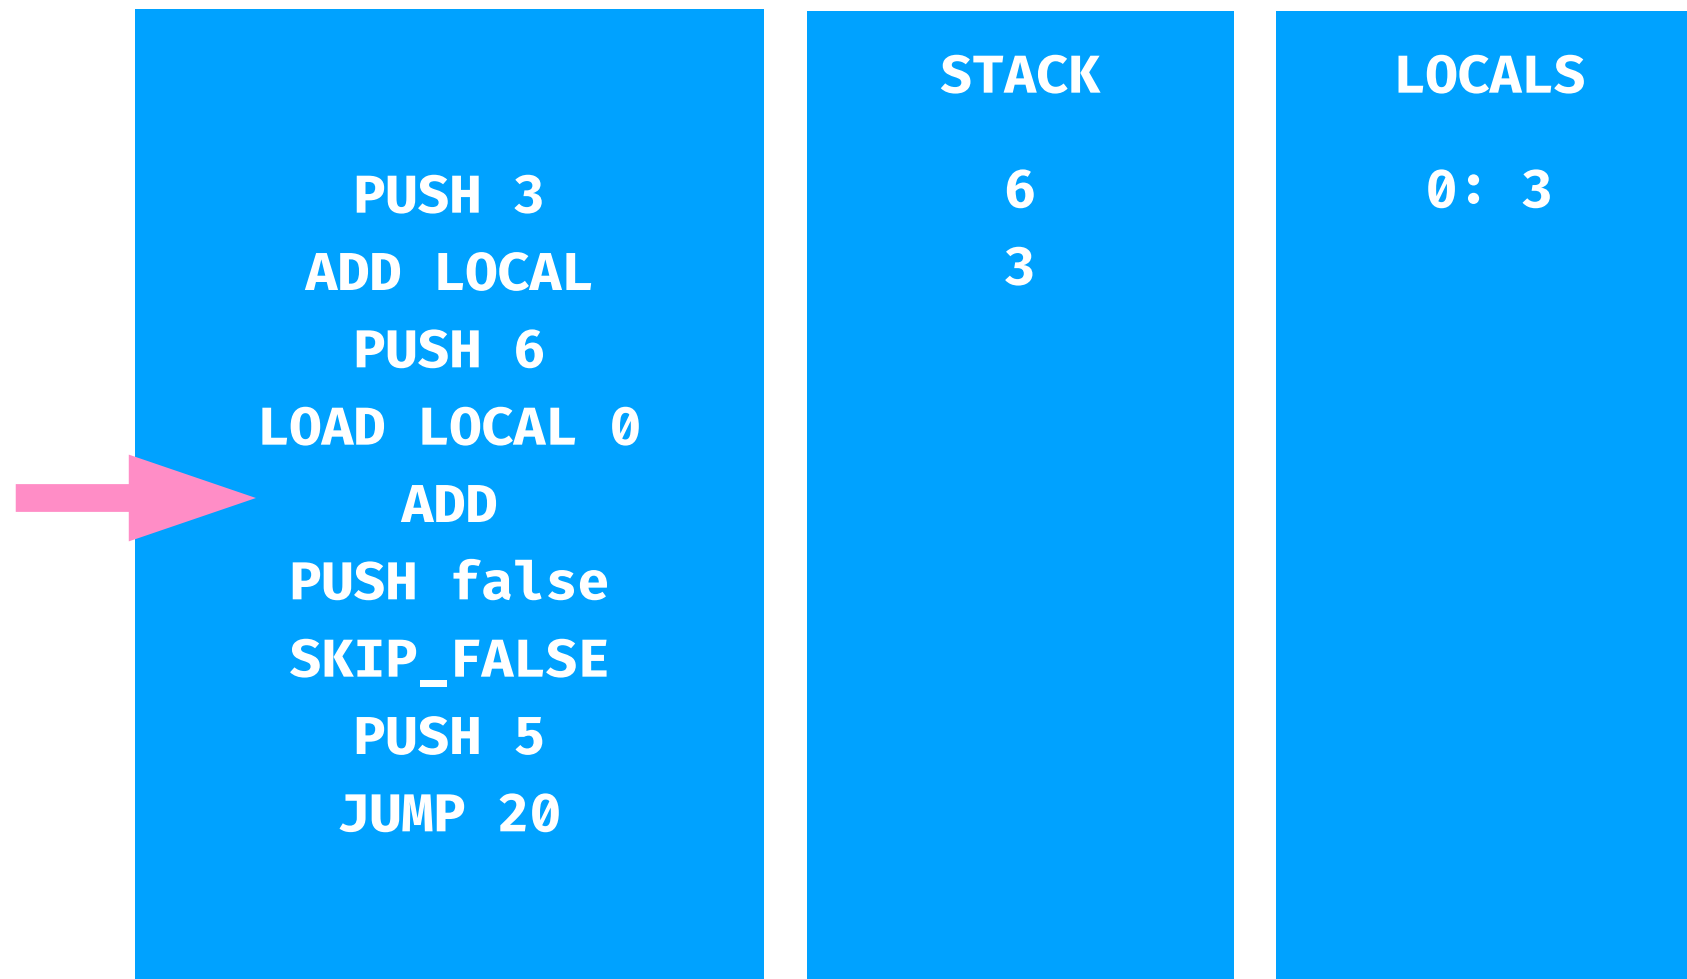 PUSH 3
ADD LOCAL
PUSH 6
LOAD LOCAL 0
ADD
PUSH false
SKIP_FALSE
PUSH 5
JUMP 20
STACK
6
3
LOCALS
0: 3